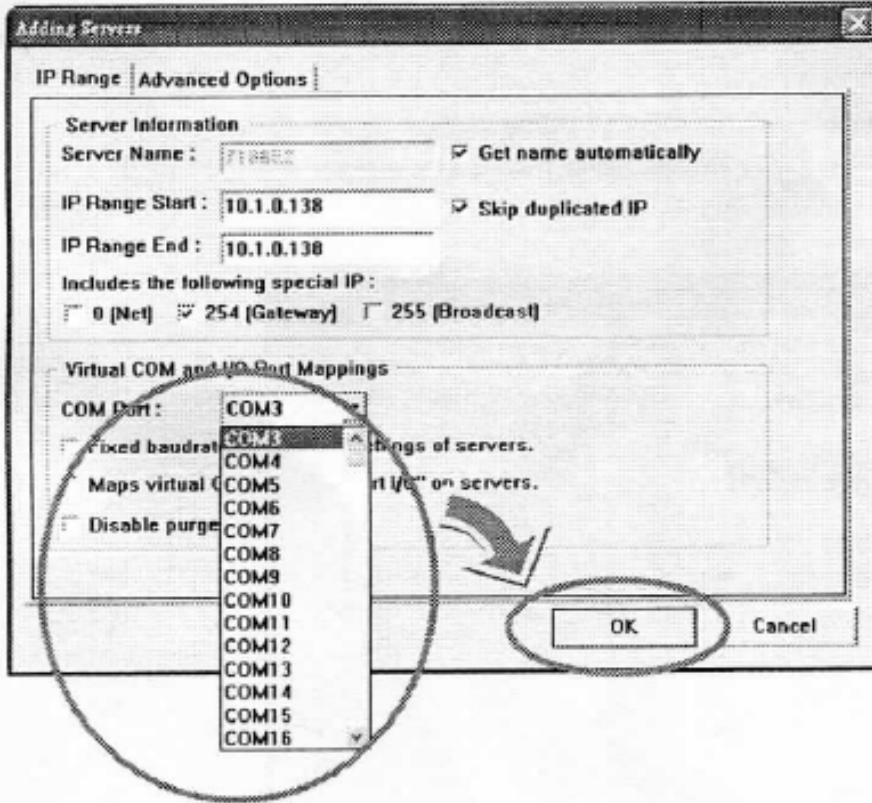 Adding Servers
IP Range Advanced Options
Server Information
Server Name :
Get name automatically
IP Range Start : 10.1.0.138
Skip duplicated IP
IP Range End : 10.1.0.138
Includes the following special IP :
0 [Net] 254 [Gateway] 255 [Broadcast]
Virtual COM and I/O Port Mappings
COM Port : COM3
Fixed baudrat ttings of servers.
Maps virtual rt I/O" on servers.
Disable purge
COM3
COM4
COM5
COM6
COM7
COM8
COM9
COM10
COM11
COM12
COM13
COM14
COM15
COM16
OK Cancel